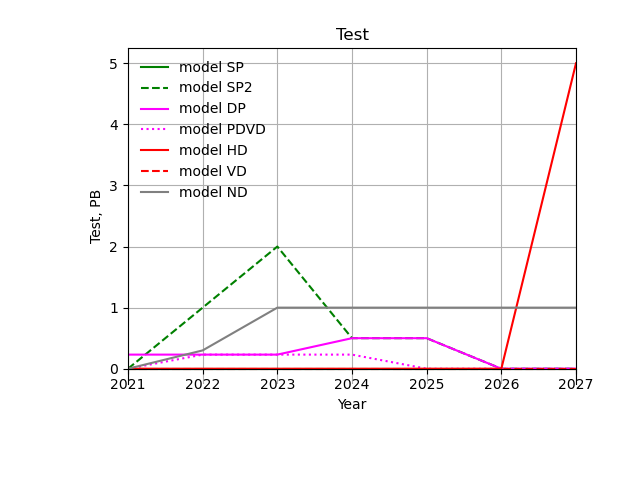 Test
5
4
3
2
1
0
Test, PB
model SP
model SP2
model DP
model PDVD
model HD
model VD
model ND
2021 2022 2023 2024 2025 2026 2027
Year